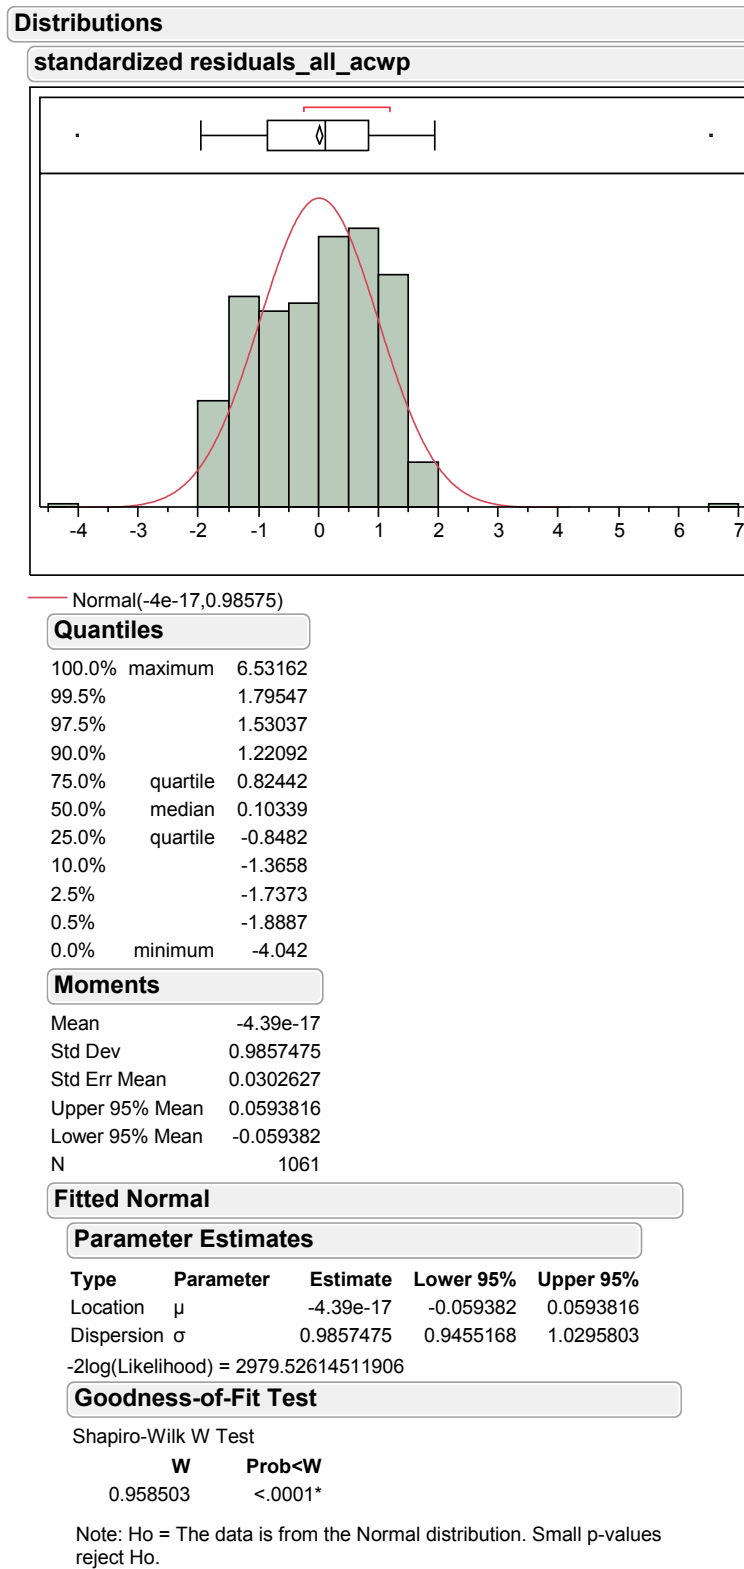 Distributions
standardized residuals_all_acwp
-4 -3 -2 -1 0 1 2 3 4 5 6 7
Normal(-4e-17,0.98575)
Quantiles
100.0% maximum 6.53162
99.5% 1.79547
97.5% 1.53037
90.0% 1.22092
75.0% quartile 0.82442
50.0% median 0.10339
25.0% quartile -0.8482
10.0% -1.3658
2.5% -1.7373
0.5% -1.8887
0.0% minimum -4.042
Moments
Mean -4.39e-17
Std Dev 0.9857475
Std Err Mean 0.0302627
Upper 95% Mean 0.0593816
Lower 95% Mean -0.059382
N 1061
Fitted Normal
Parameter Estimates
Type Parameter Estimate Lower 95% Upper 95%
Location μ -4.39e-17 -0.059382 0.0593816
Dispersion σ 0.9857475 0.9455168 1.0295803
-2log(Likelihood) = 2979.52614511906
Goodness-of-Fit Test
Shapiro-Wilk W Test
W Prob<W
0.958503 <.0001*
Note: Ho = The data is from the Normal distribution. Small p-values
reject Ho.